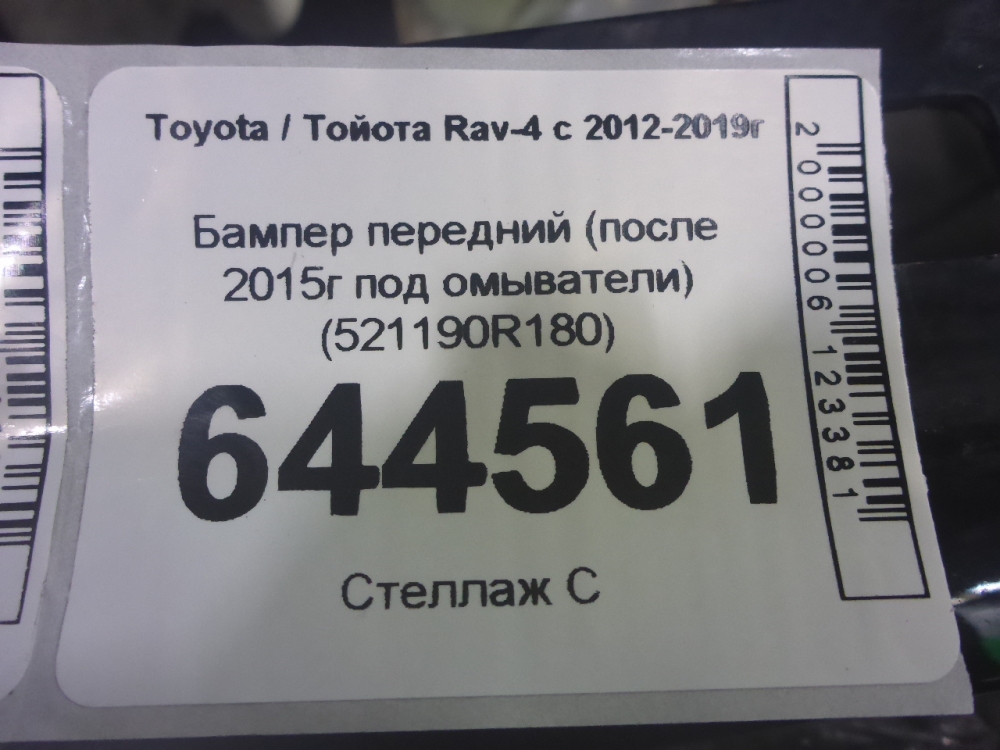 Toyota / Тойота Rav-4 с 2012-2019г
Бампер передний (после
2015г под омыватели)
(521190R180)
644561
Стеллаж С
2000006123381